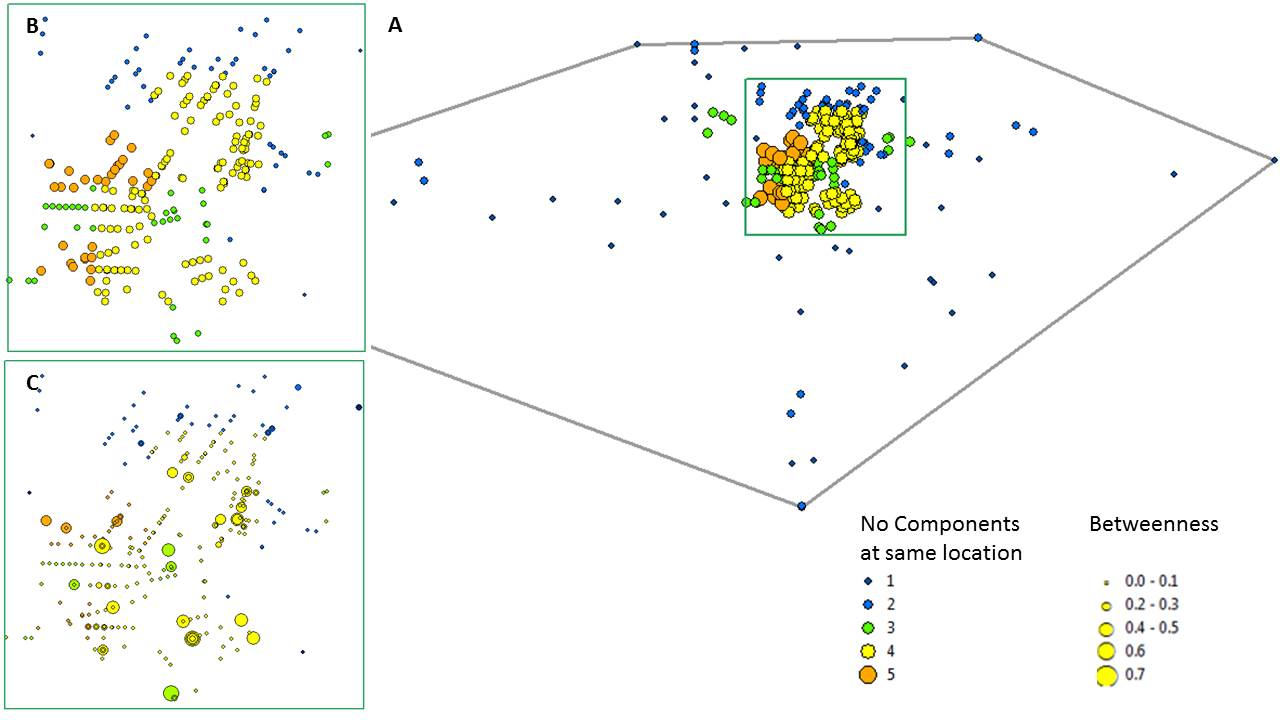 B
A
C
No Components
at same location
1
2
3
4
5
Betweenness
0.0 - 0.1
0.2 - 0.3
0.4 - 0.5
0.6
0.7